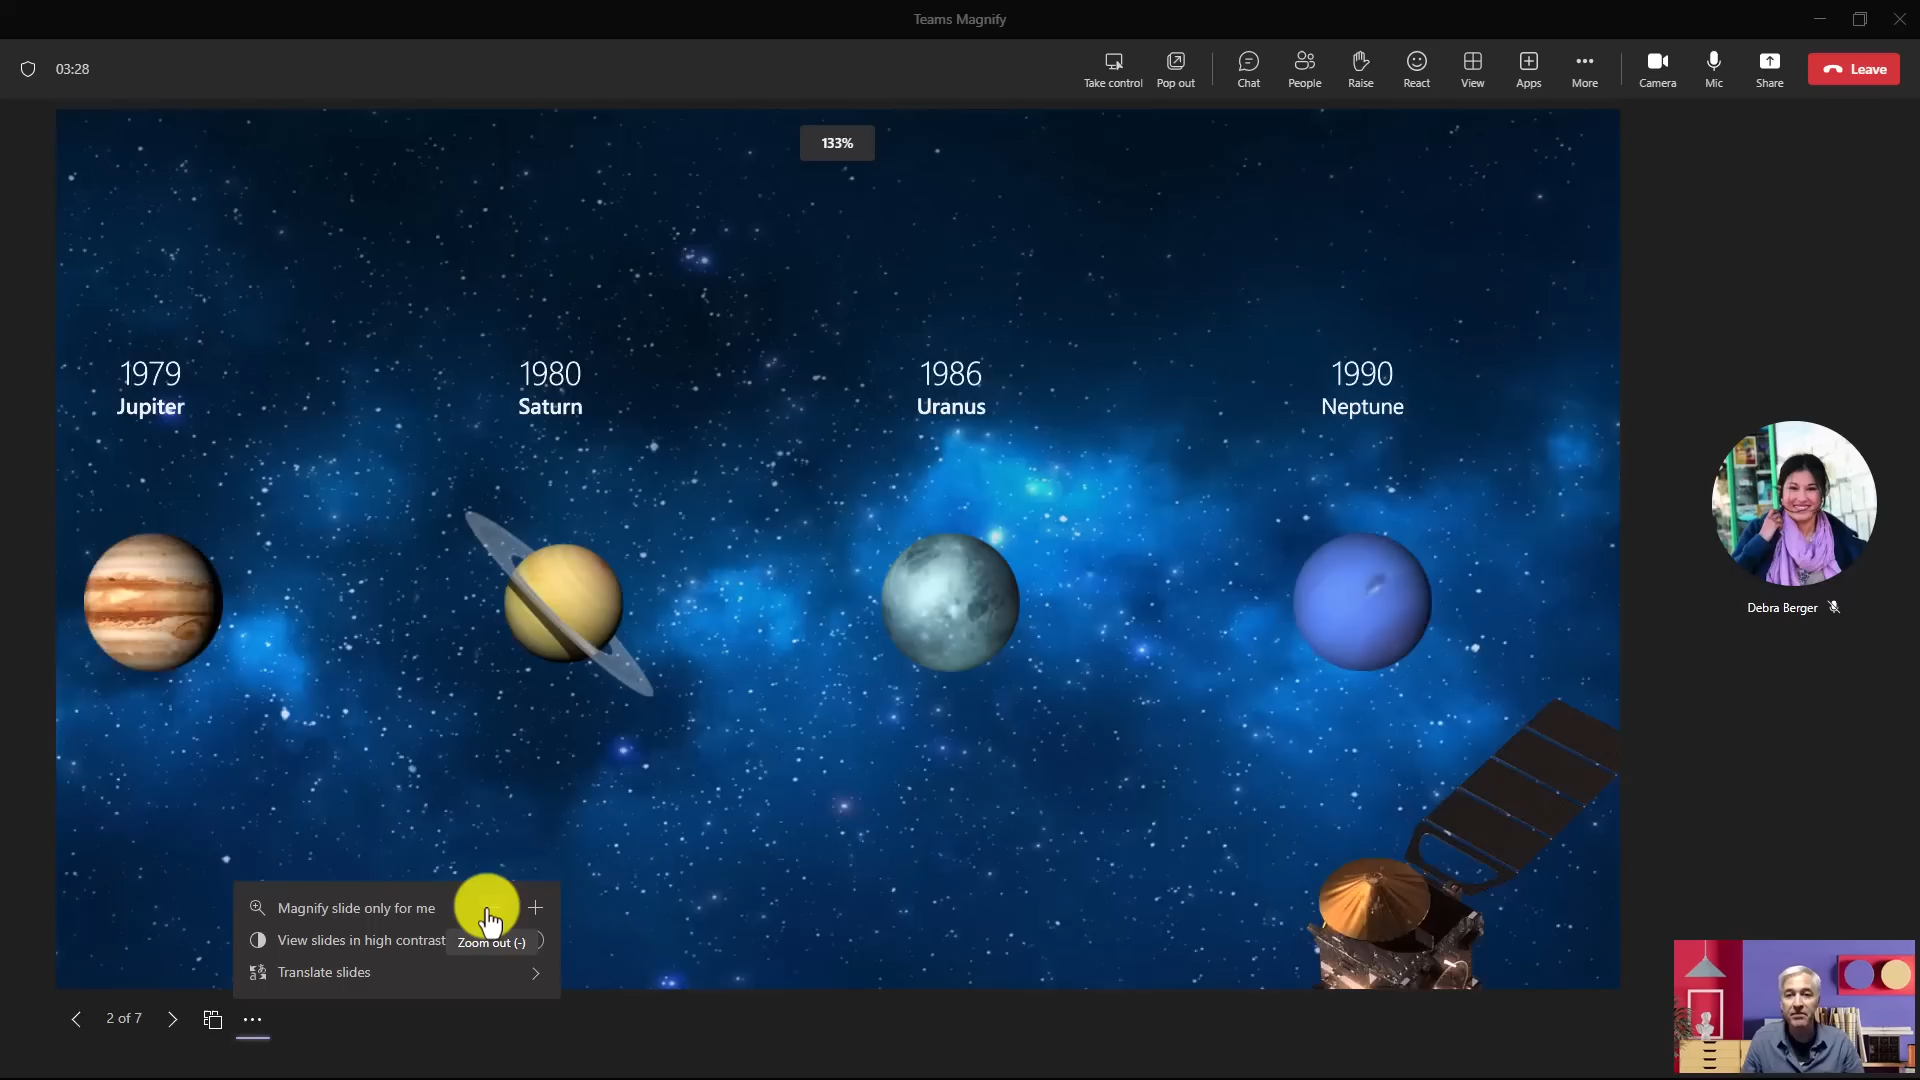 Teams Magnify
03:28
Take control
Pop out
Chat
People
Raise
React
View
Apps
More
Camera
Mic
Share
Leave
133%
1979
Jupiter
1980
Saturn
1986
Uranus
1990
Neptune
Debra Berger
Magnify slide only for me
View slides in high contrast
Zoom out (-)
Translate slides
2 of 7